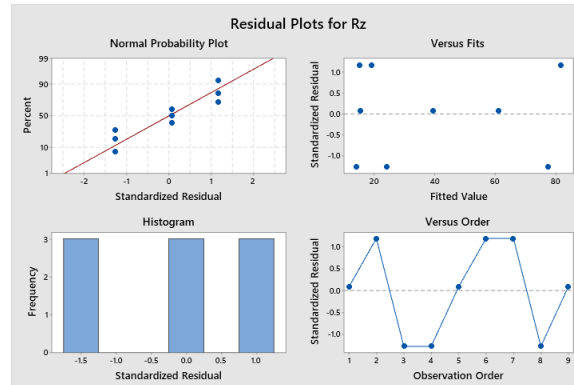 Residual Plots for Rz
Normal Probability Plot
99
90
50
10
1
Percent
-2 -1 0 1 2
Standardized Residual
Versus Fits
1.0
0.5
0.0
-0.5
-1.0
Standardized Residual
20 40 60 80
Fitted Value
Histogram
3
2
1
0
Frequency
-1.5 -1.0 -0.5 0.0 0.5 1.0
Standardized Residual
Versus Order
1.0
0.5
0.0
-0.5
-1.0
Standardized Residual
1 2 3 4 5 6 7 8 9
Observation Order